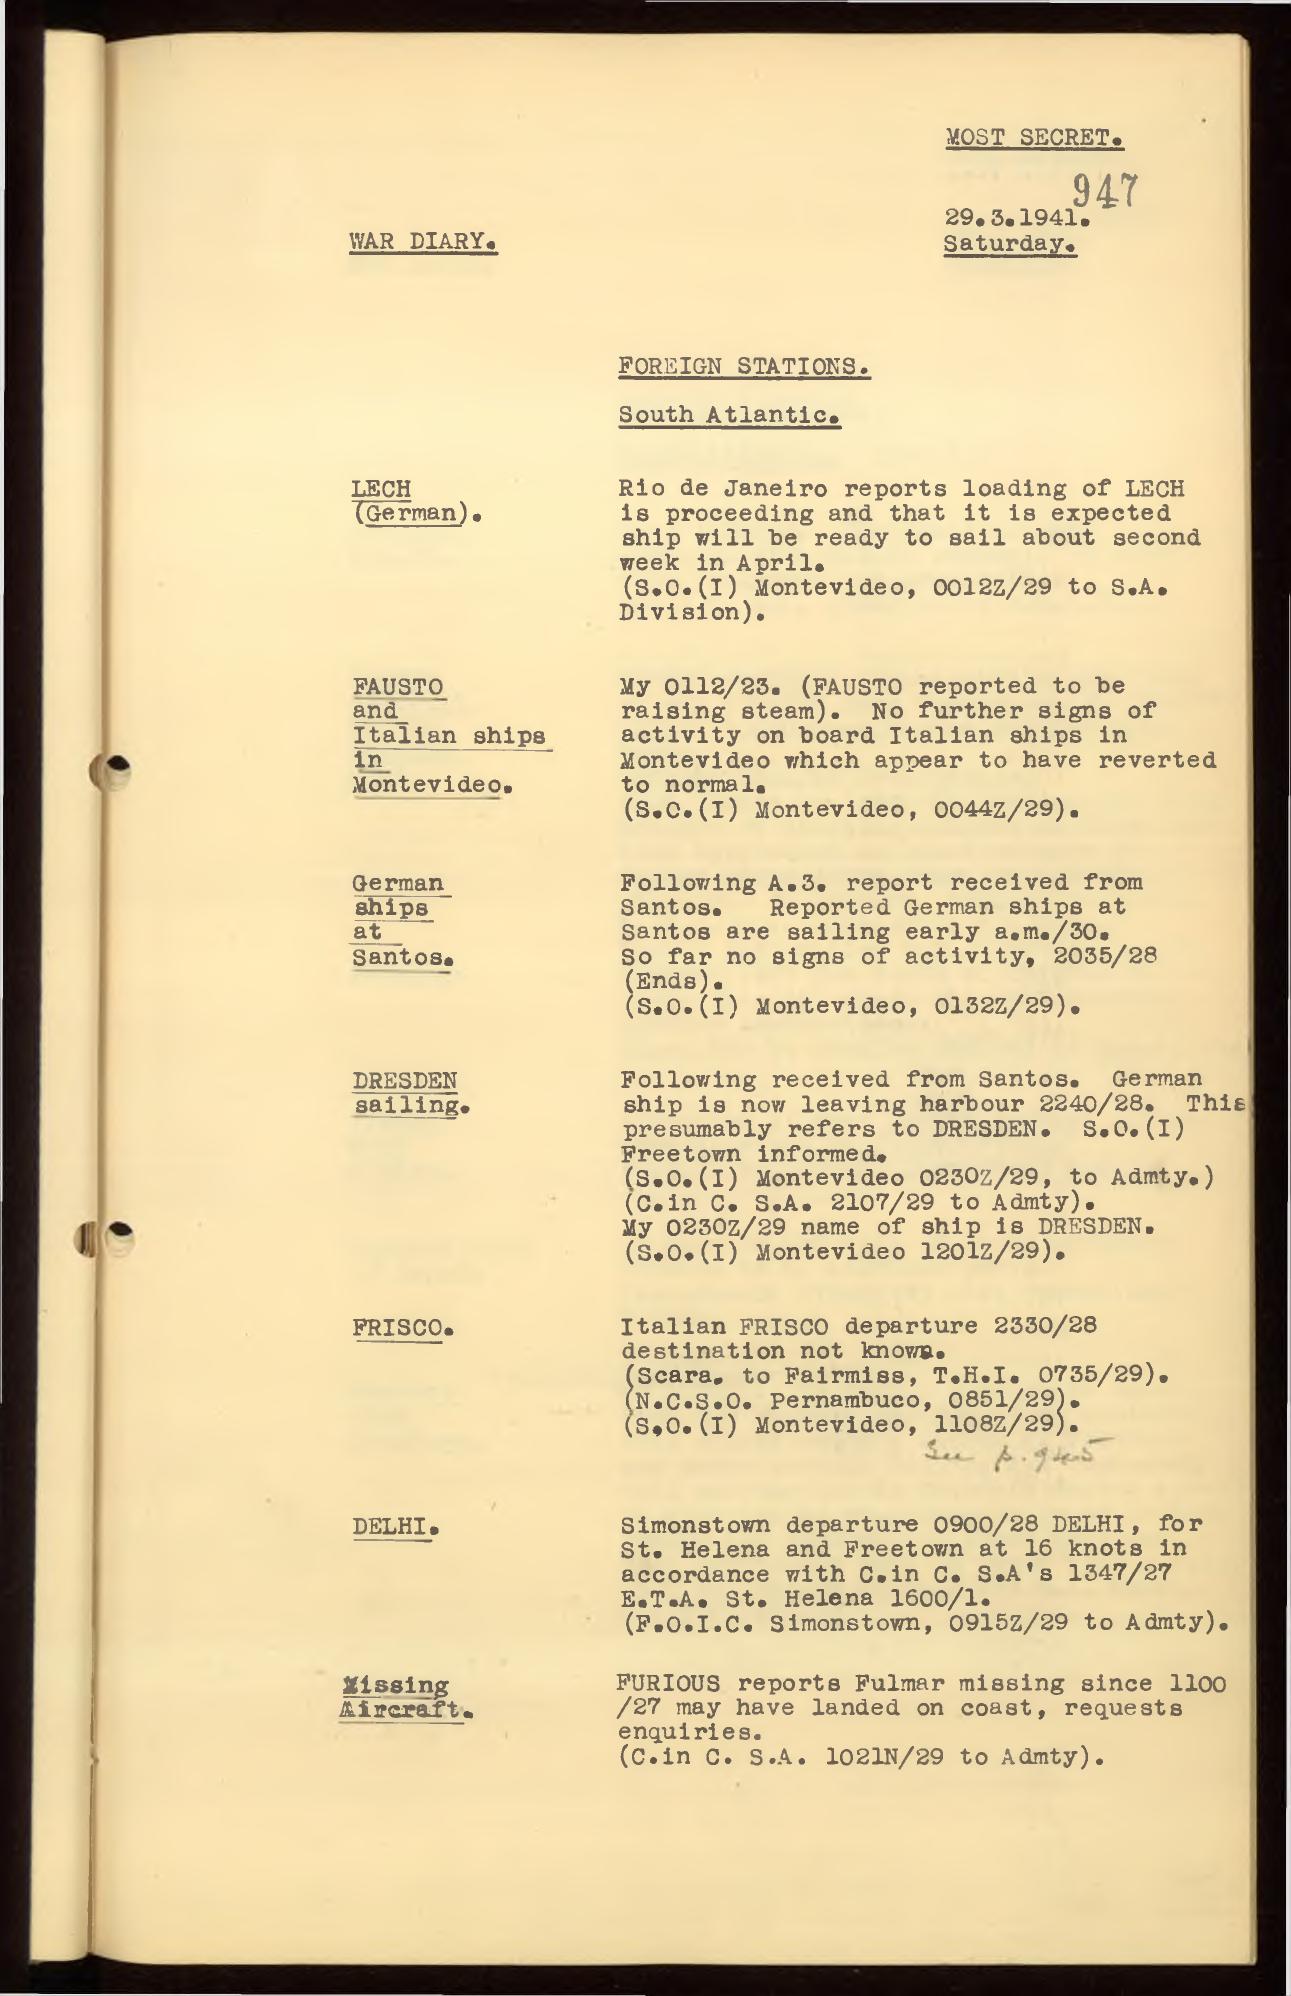 MOST SECRET.
947
29.3.1941.
WAR DIARY.
Saturday.
FOREIGN STATIONS.
South Atlantic.
LECH
(German).
Rio de Janeiro reports loading of LECH
is proceeding and that it is expected
ship will be ready to sail about second
week in April.
(S.O.(I) Montevideo, 0012Z/29 to S.A.
Division).
FAUSTO
and
Italian ships
in
Montevideo.
My 0112/23. (FAUSTO reported to be
raising steam). No further signs of
activity on board Italian ships in
Montevideo which appear to have reverted
to normal.
(S.C.(I) Montevideo, 0044Z/29).
German
ships
at
Santos.
Following A.3. report received from
Santos. Reported German ships at
Santos are sailing early a.m./30.
So far no signs of activity, 2035/28
(Ends).
(S.O.(I) Montevideo, 0132Z/29).
DRESDEN
sailing.
Following received from Santos. German
ship is now leaving harbour 2240/28. This
presumably refers to DRESDEN. S.O.(I)
Freetown informed.
(S.O.(I) Montevideo 0230Z/29, to Admty.)
(C.in C. S.A. 2107/29 to Admty).
My 0230Z/29 name of ship is DRESDEN.
(S.O.(I) Montevideo 1201Z/29).
FRISCO.
Italian FRISCO departure 2330/28
destination not known.
(Scara. to Fairmiss, T.H.I. 0735/29).
(N.C.S.O. Pernambuco, 0851/29).
(S.O.(I) Montevideo, 1108Z/29).
See p. 945
DELHI.
Simonstown departure 0900/28 DELHI, for
St. Helena and Freetown at 16 knots in
accordance with C.in C. S.A's 1347/27
E.T.A. St. Helena 1600/1.
(F.O.I.C. Simonstown, 0915Z/29 to Admty).
Missing
Aircraft.
FURIOUS reports Fulmar missing since 1100
/27 may have landed on coast, requests
enquiries.
(C.in C. S.A. 1021N/29 to Admty).